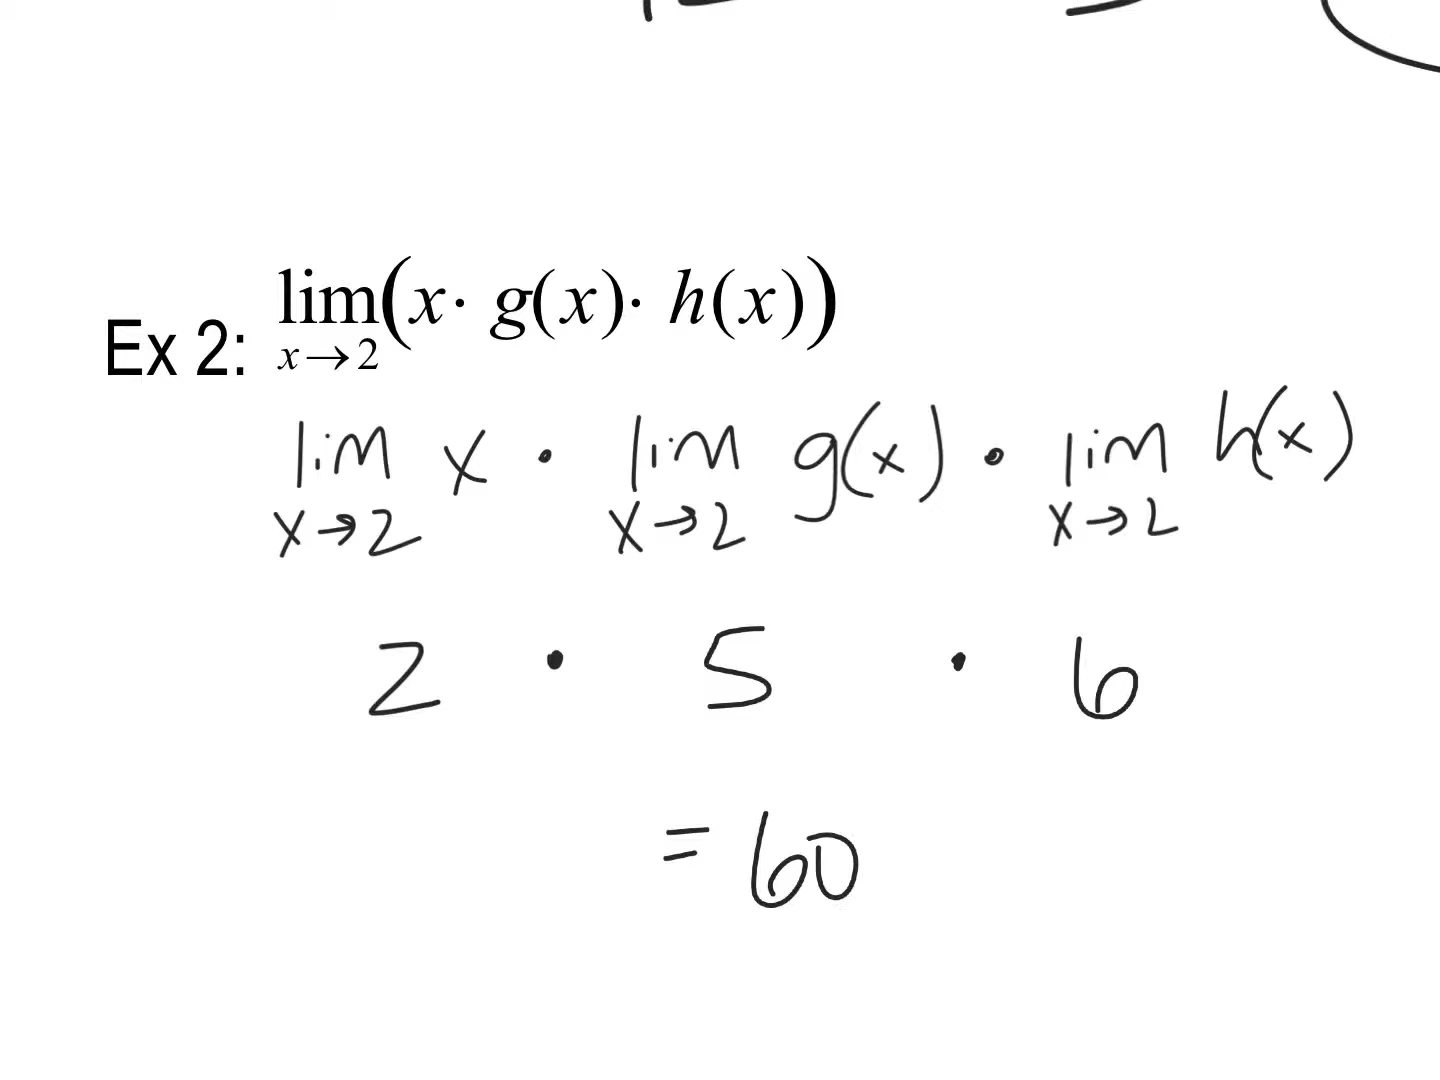 Ex 2: lim x→2 (x · g(x) · h(x))
lim x→2 x · lim x→2 g(x) · lim x→2 h(x)
2 · 5 · 6
= 60